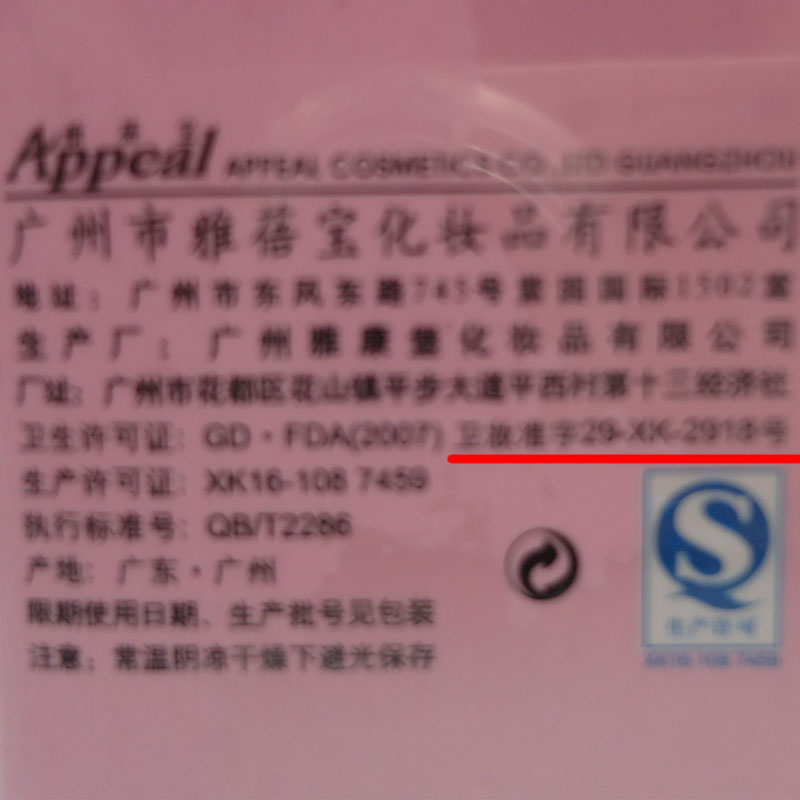 Appeal APPEAL COSMETICS CO.,LTD GUANGZHOU
广州市雅蓓宝化妆品有限公司
地址：广州市东风东路745号紫园国际1502室
生产厂：广州雅康堡化妆品有限公司
厂址：广州市花都区花山镇平步大道平西村第十三经济社
卫生许可证：GD·FDA(2007) 卫妆准字29-XK-2918号
生产许可证：XK16-108 7459
执行标准号：QB/T2286
产地：广东·广州
限期使用日期、生产批号见包装
注意：常温阴凉干燥下避光保存
生产许可
XK16-108 7459